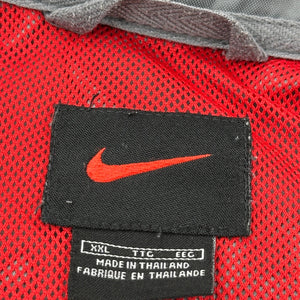 XXL TTG EEG
MADE IN THAILAND
FABRIQUE EN THAILANDE